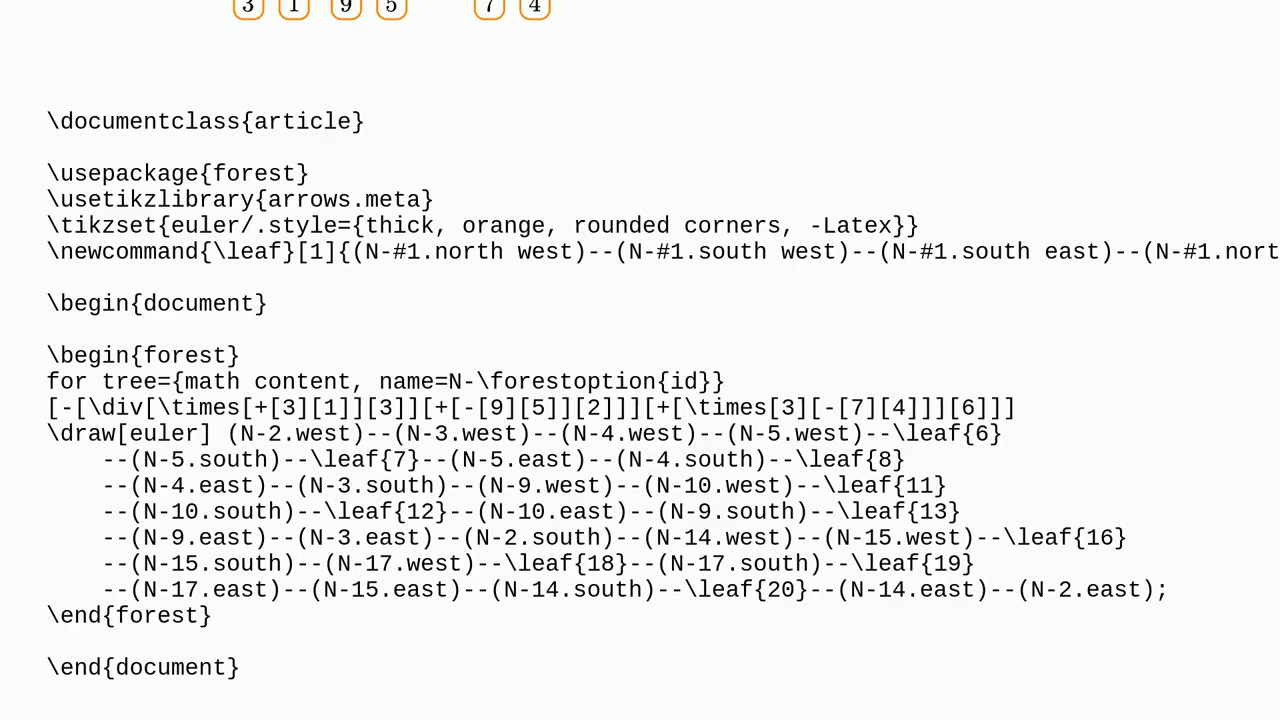 3 1 9 5 7 4
\documentclass{article}
\usepackage{forest}
\usetikzlibrary{arrows.meta}
\tikzset{euler/.style={thick, orange, rounded corners, -Latex}}
\newcommand{\leaf}[1]{(N-#1.north west)--(N-#1.south west)--(N-#1.south east)--(N-#1.nort
\begin{document}
\begin{forest}
for tree={math content, name=N-\forestoption{id}}
[-[\div[\times[+[3][1]][3]][+[-[9][5]][2]]][+[\times[3][-[7][4]]][6]]]
\draw[euler] (N-2.west)--(N-3.west)--(N-4.west)--(N-5.west)--\leaf{6}
--(N-5.south)--\leaf{7}--(N-5.east)--(N-4.south)--\leaf{8}
--(N-4.east)--(N-3.south)--(N-9.west)--(N-10.west)--\leaf{11}
--(N-10.south)--\leaf{12}--(N-10.east)--(N-9.south)--\leaf{13}
--(N-9.east)--(N-3.east)--(N-2.south)--(N-14.west)--(N-15.west)--\leaf{16}
--(N-15.south)--(N-17.west)--\leaf{18}--(N-17.south)--\leaf{19}
--(N-17.east)--(N-15.east)--(N-14.south)--\leaf{20}--(N-14.east)--(N-2.east);
\end{forest}
\end{document}